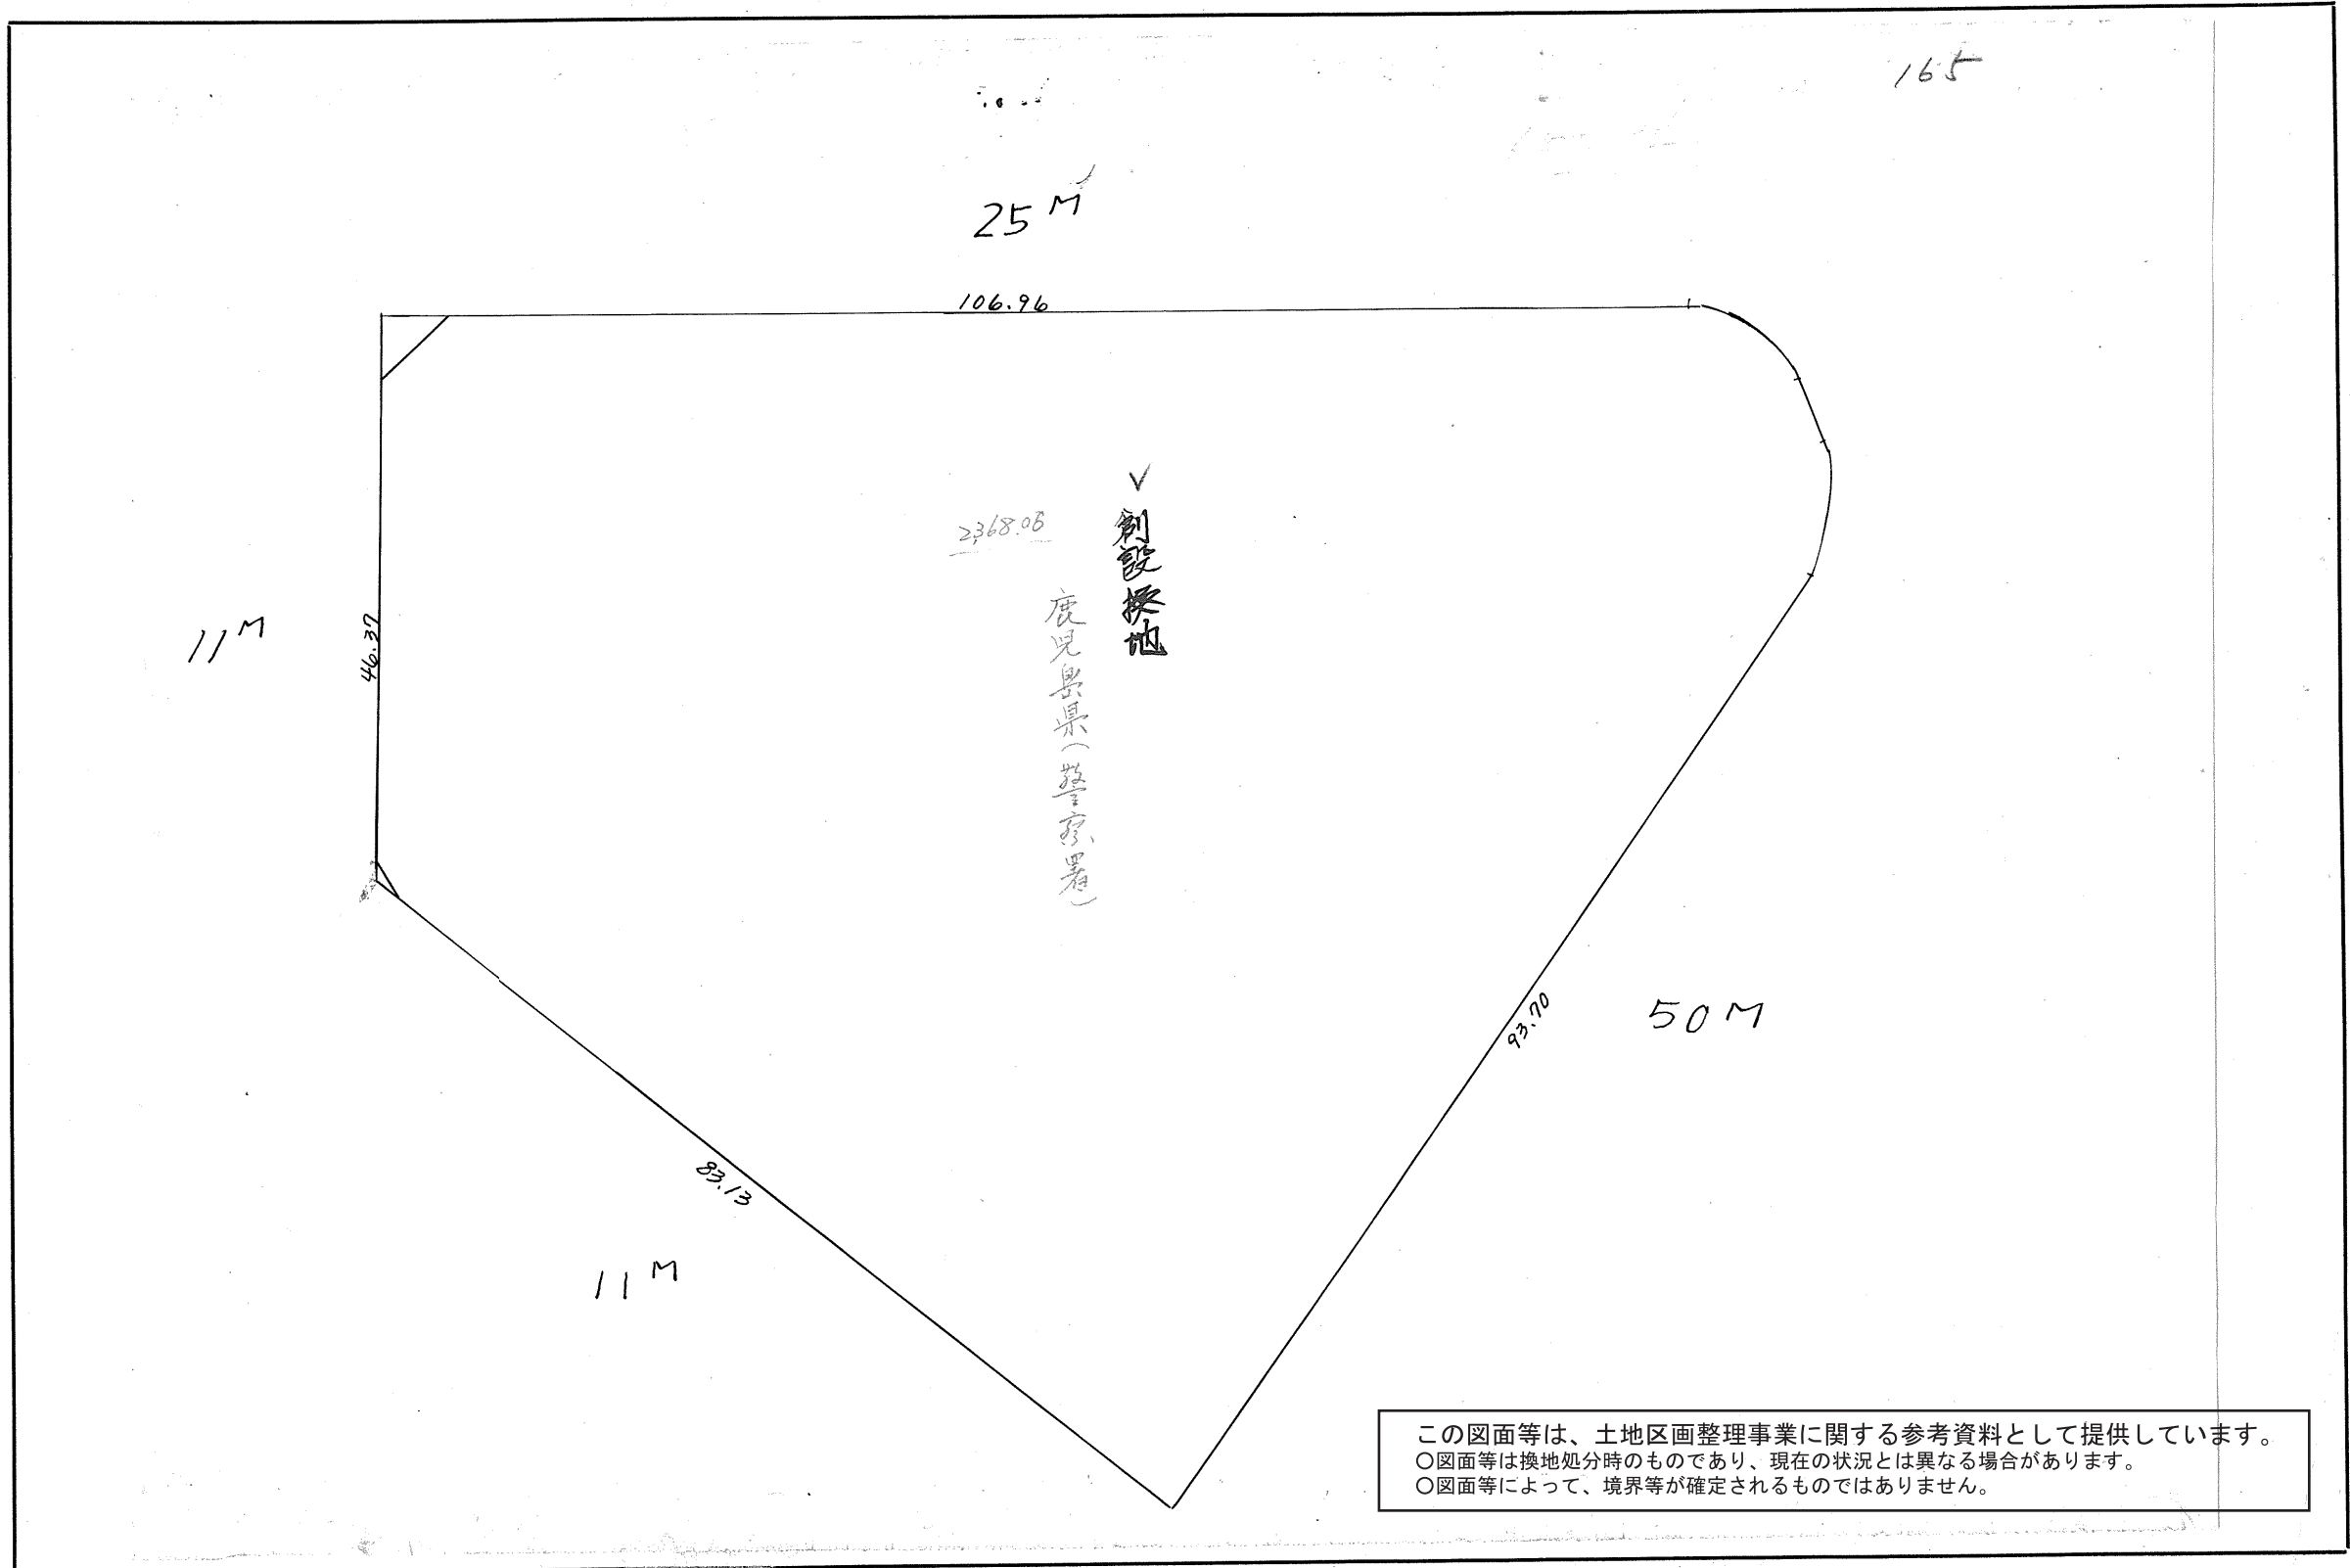 165
25M
106.96
2,368.05
創設換地
鹿児島県(警察署)
11M
46.37
93.70
50M
83.13
11M
この図面等は、土地区画整理事業に関する参考資料として提供しています。
○図面等は換地処分時のものであり、現在の状況とは異なる場合があります。
○図面等によって、境界等が確定されるものではありません。